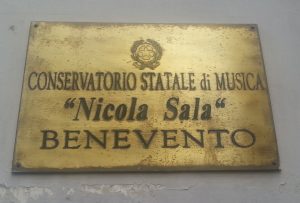 CONSERVATORIO STATALE di MUSICA
"Nicola Sala"
BENEVENTO